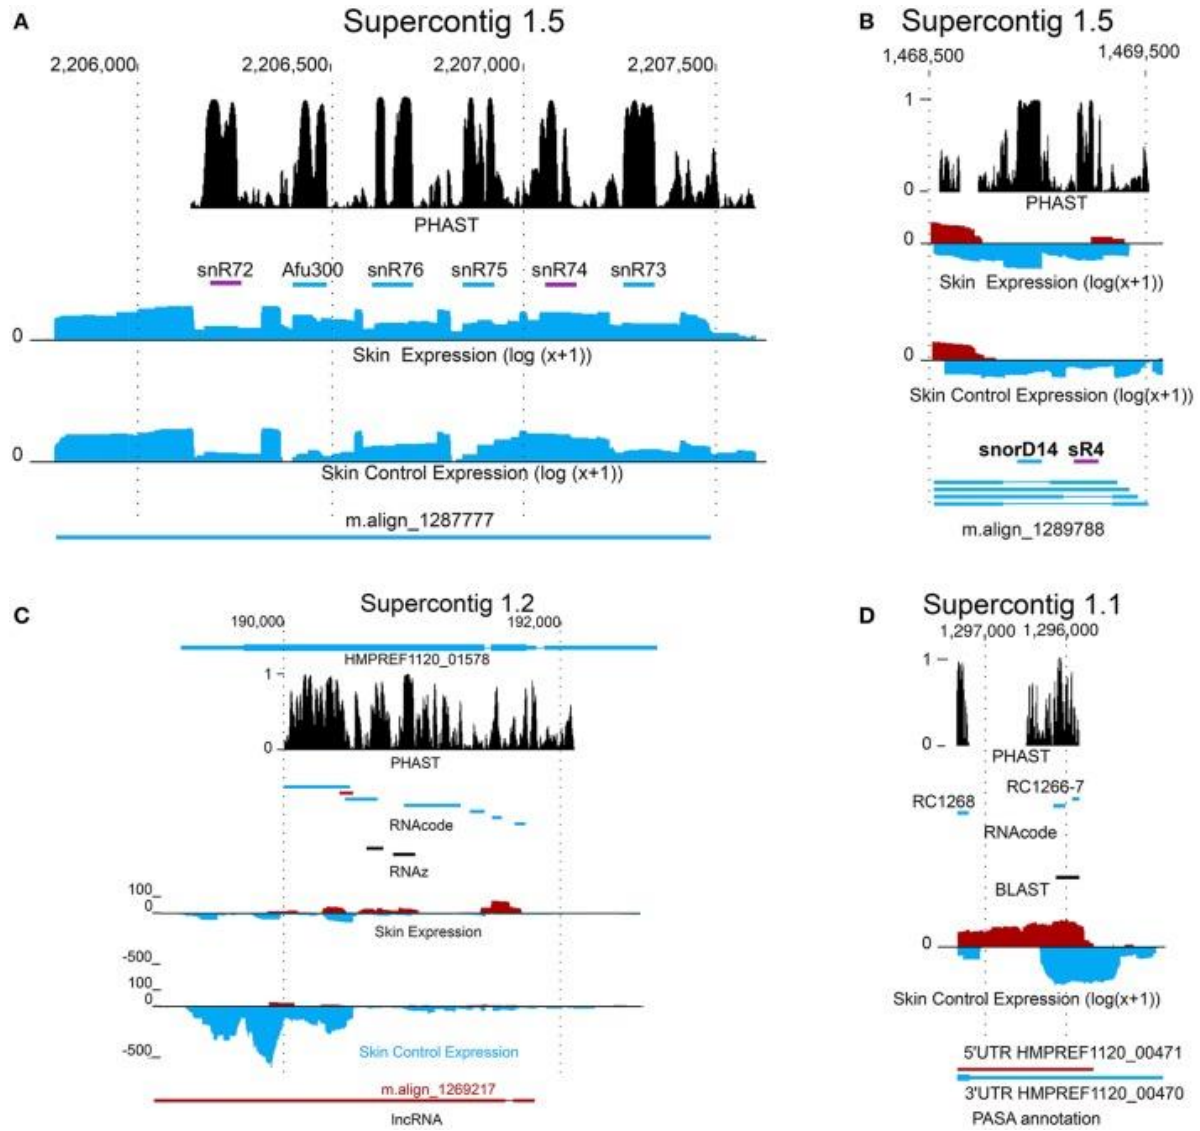 A
Supercontig 1.5
2,206,000 2,206,500 2,207,000 2,207,500
PHAST
snR72 Afu300 snR76 snR75 snR74 snR73
0
Skin Expression (log (x+1))
0
Skin Control Expression (log (x+1))
m.align_1287777
B
Supercontig 1.5
1,468,500 1,469,500
1
0
PHAST
0
Skin Expression (log(x+1))
0
Skin Control Expression (log(x+1))
snorD14 sR4
m.align_1289788
C
Supercontig 1.2
190,000 192,000
HMPREF1120_01578
1
0
PHAST
RNAcode
RNAz
100
0
Skin Expression
-500
100
0
-500
Skin Control Expression
m.align_1269217
lncRNA
D
Supercontig 1.1
1,297,000 1,296,000
1
0
PHAST
RC1266-7
RC1268
RNAcode
BLAST
0
Skin Control Expression (log(x+1))
5'UTR HMPREF1120_00471
3'UTR HMPREF1120_00470
PASA annotation